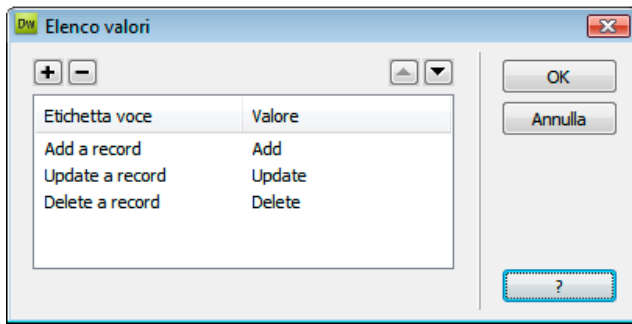 Dw Elenco valori
+ −
OK
Annulla
Etichetta voce Valore
Add a record Add
Update a record Update
Delete a record Delete
?